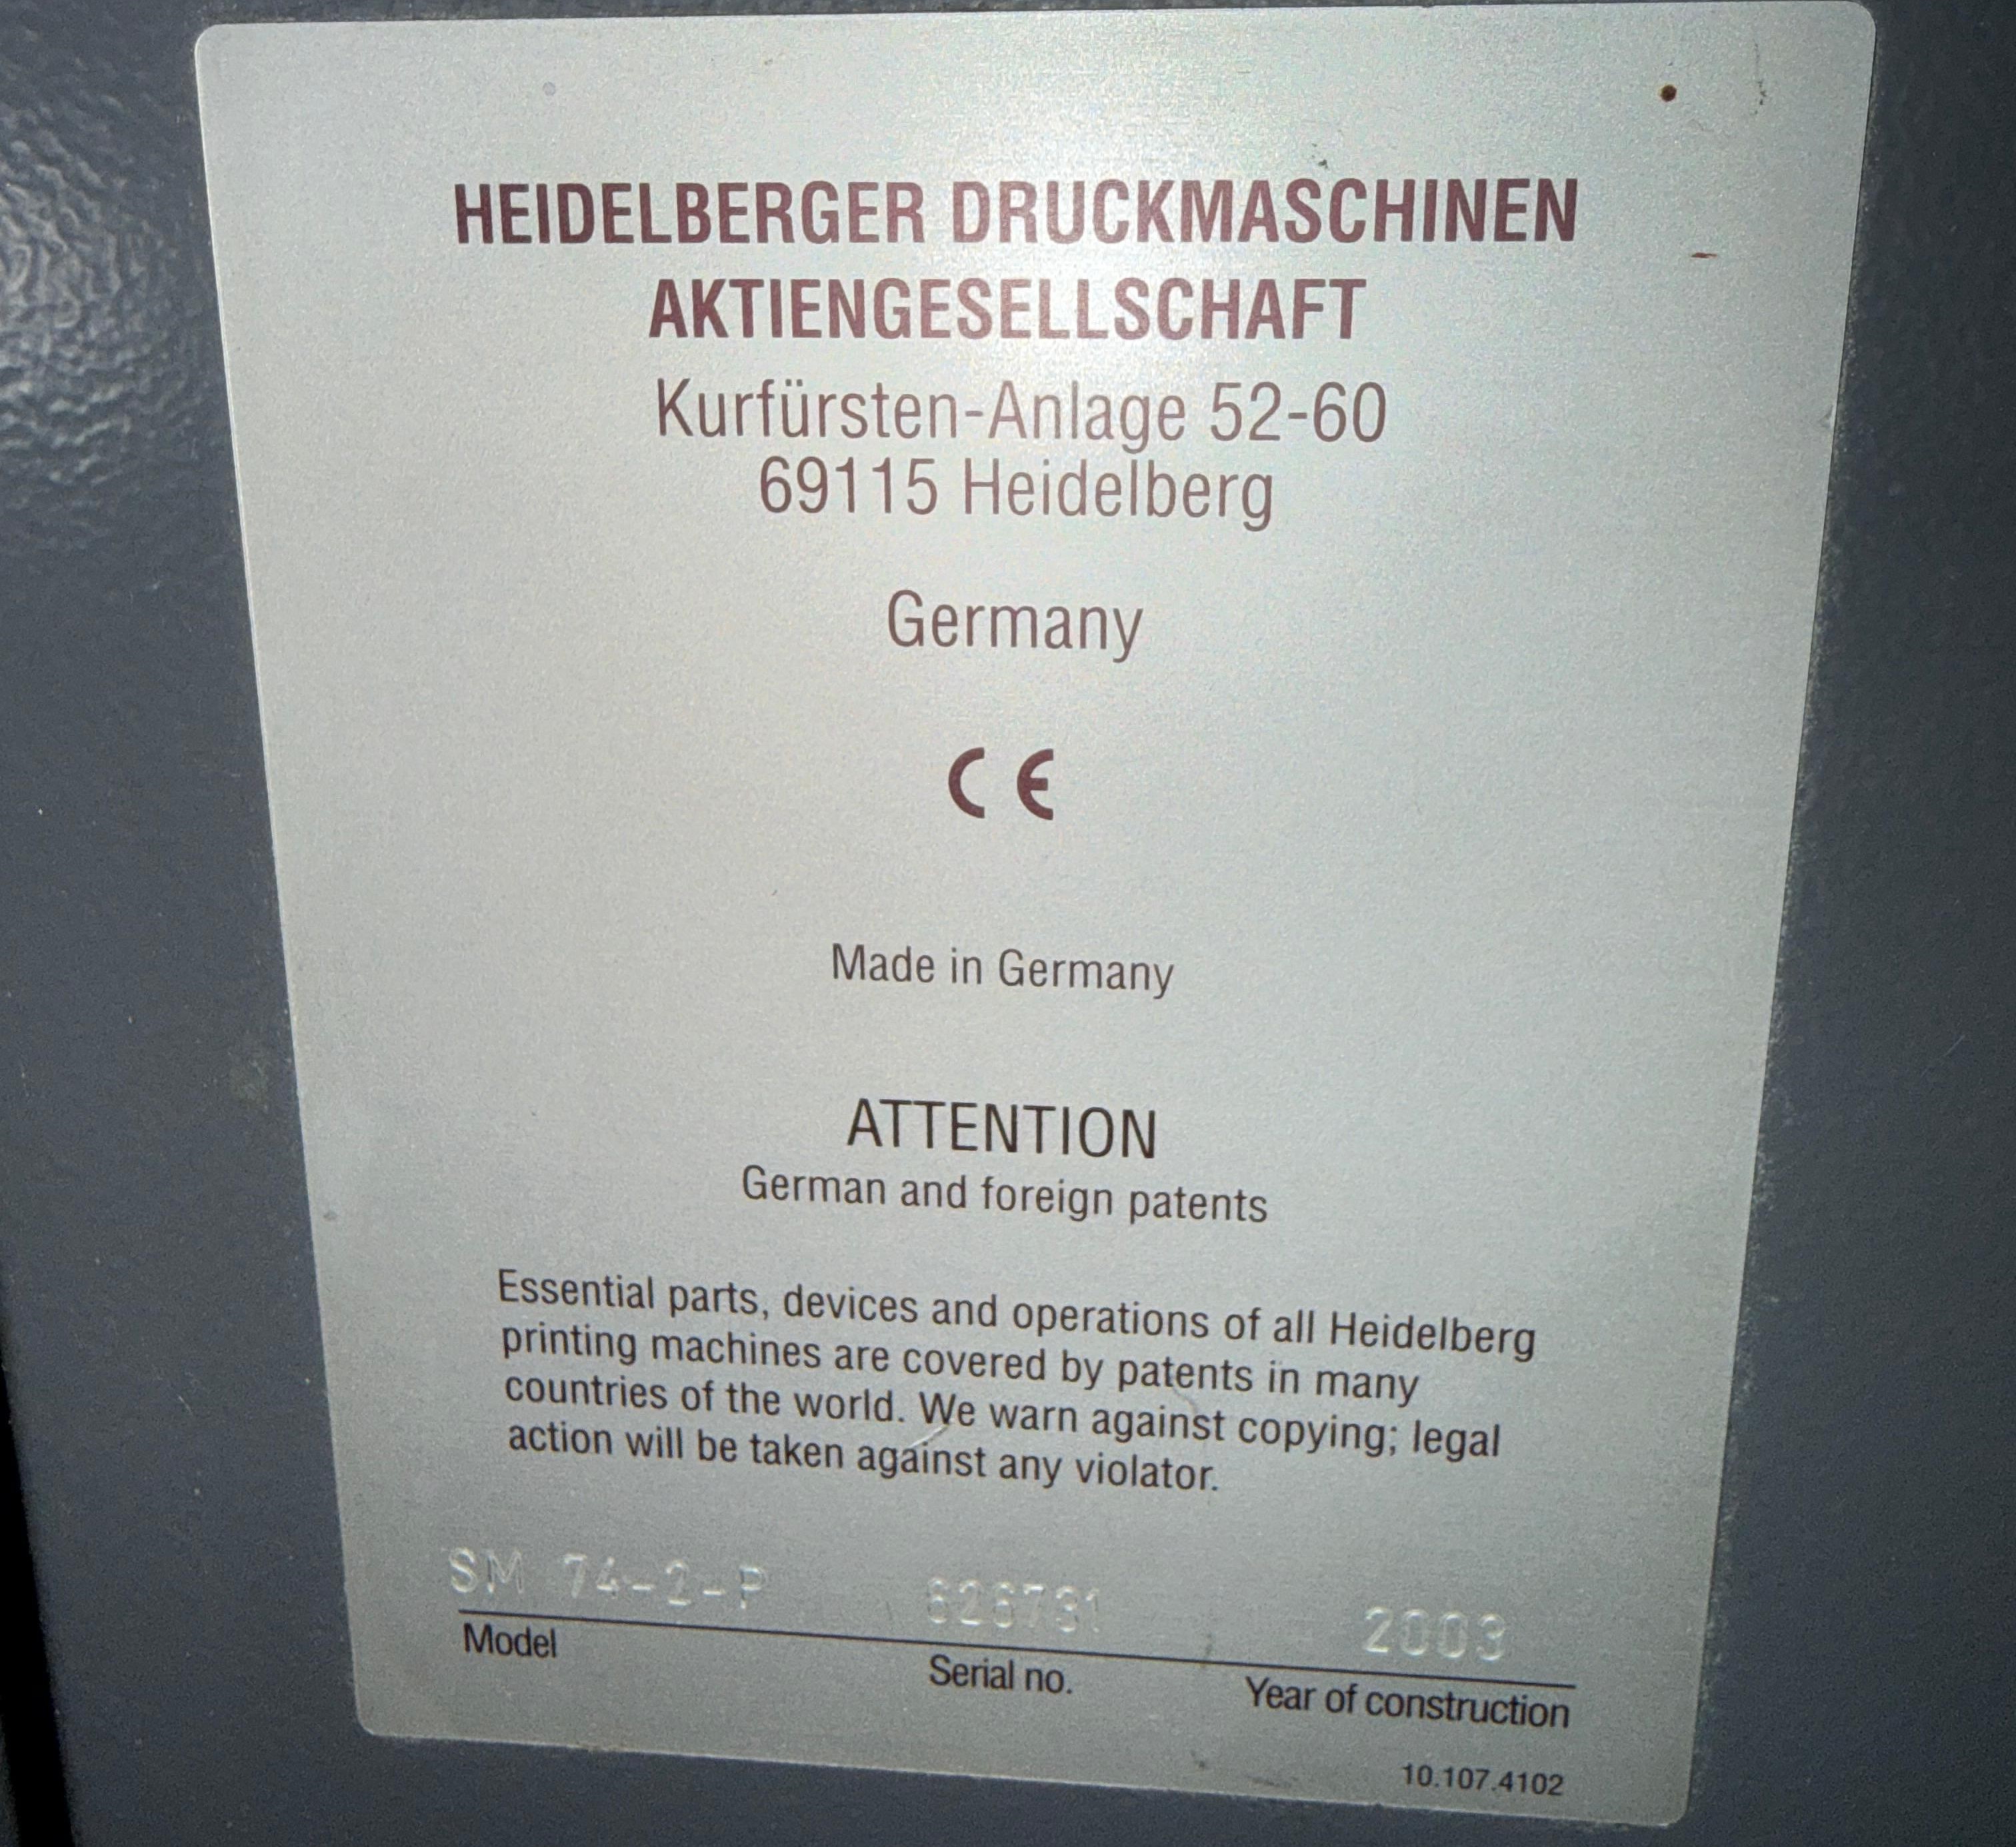 HEIDELBERGER DRUCKMASCHINEN
AKTIENGESELLSCHAFT
Kurfürsten-Anlage 52-60
69115 Heidelberg
Germany
CE
Made in Germany
ATTENTION
German and foreign patents
Essential parts, devices and operations of all Heidelberg
printing machines are covered by patents in many
countries of the world. We warn against copying; legal
action will be taken against any violator.
SM 74-2-P 626731 2003
Model Serial no. Year of construction
10.107.4102